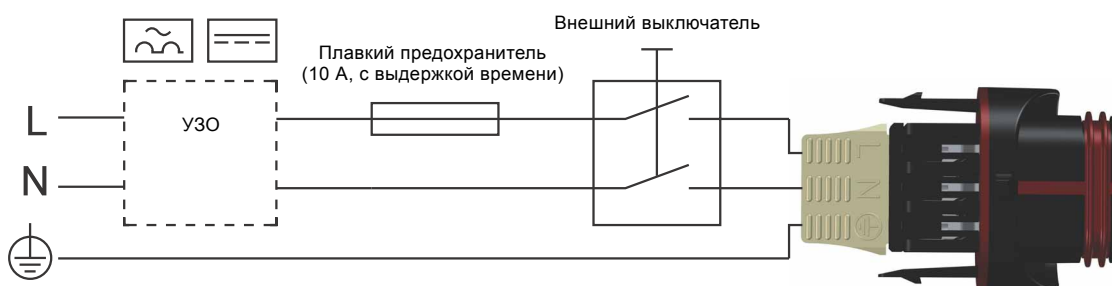 Внешний выключатель
Плавкий предохранитель
(10 А, с выдержкой времени)
L
УЗО
N
L
N